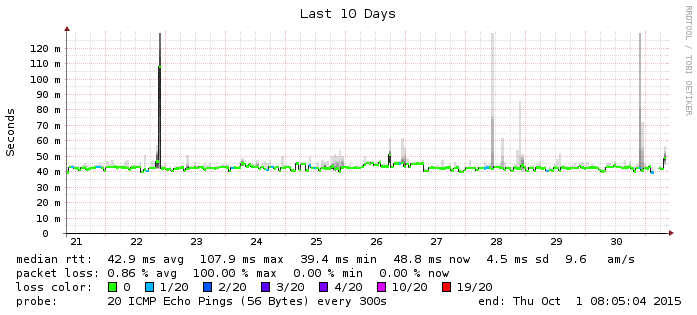 Last 10 Days
RRDTOOL / TOBI OETIKER
Seconds
120 m
110 m
100 m
90 m
80 m
70 m
60 m
50 m
40 m
30 m
20 m
10 m
0
21 22 23 24 25 26 27 28 29 30
median rtt: 42.9 ms avg 107.9 ms max 39.4 ms min 48.8 ms now 4.5 ms sd 9.6 am/s
packet loss: 0.86 % avg 100.00 % max 0.00 % min 0.00 % now
loss color: 0 1/20 2/20 3/20 4/20 10/20 19/20
probe: 20 ICMP Echo Pings (56 Bytes) every 300s end: Thu Oct 1 08:05:04 2015